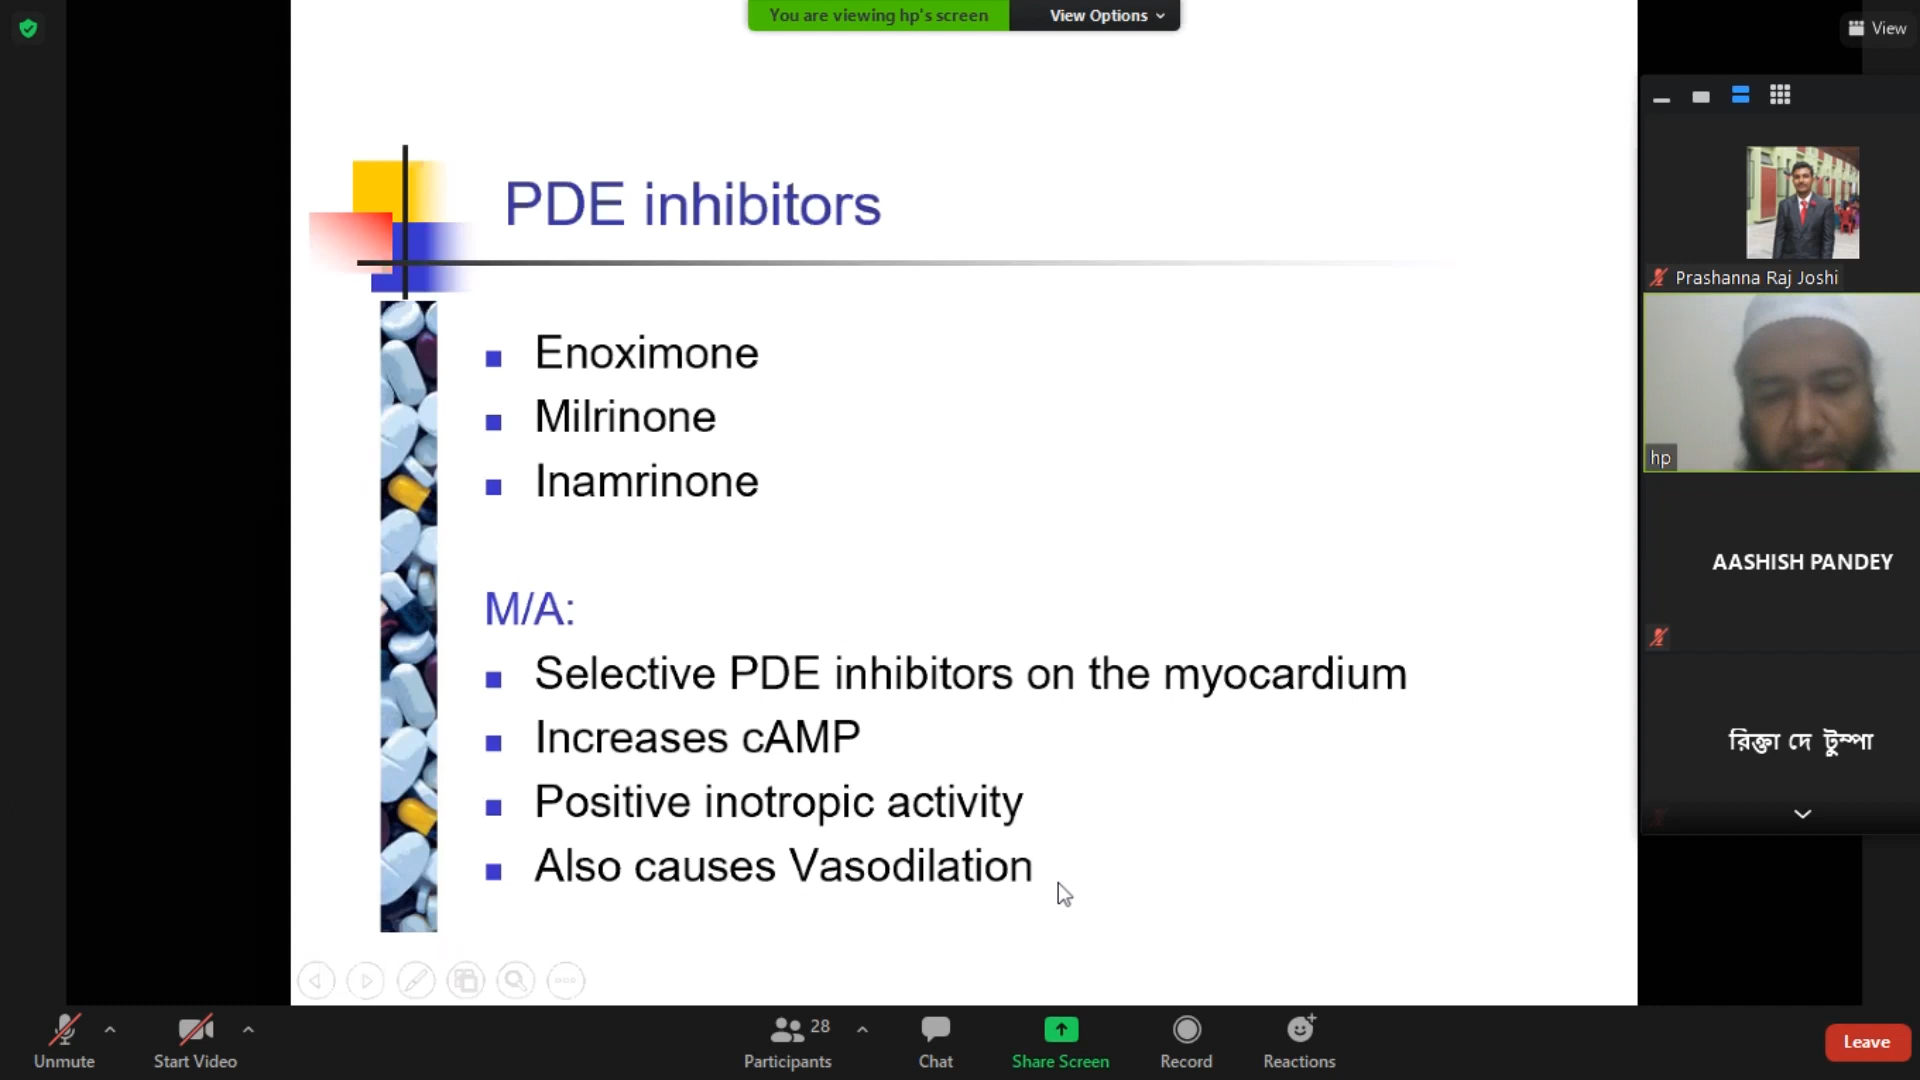 You are viewing hp's screen
View Options
View
PDE inhibitors
Enoximone
Milrinone
Inamrinone
M/A:
Selective PDE inhibitors on the myocardium
Increases cAMP
Positive inotropic activity
Also causes Vasodilation
Prashanna Raj Joshi
hp
AASHISH PANDEY
রিক্তা দে টুম্পা
Unmute
Start Video
28
Participants
Chat
Share Screen
Record
Reactions
Leave